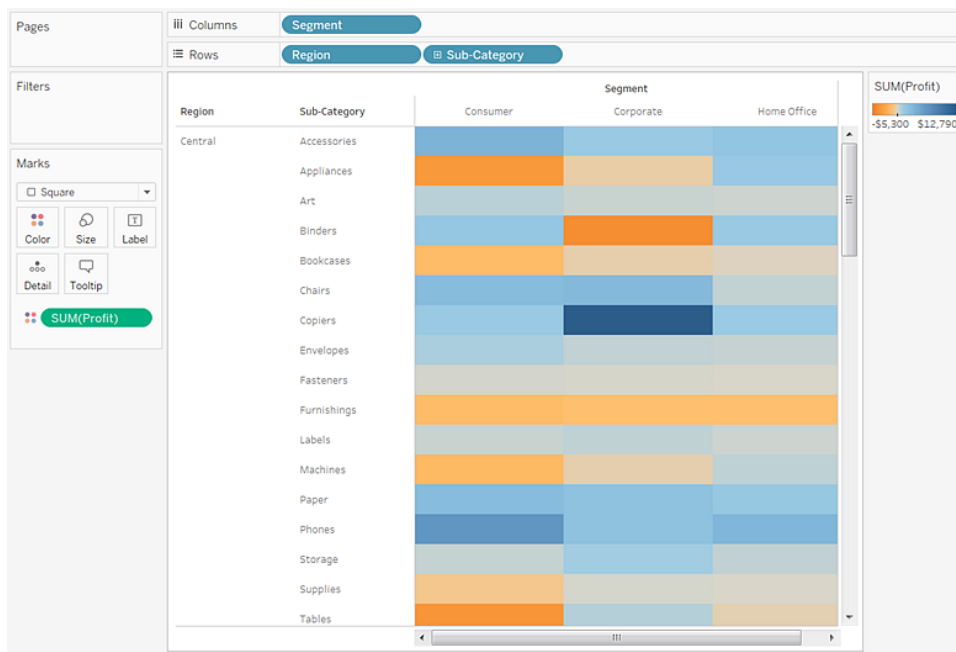 Pages
Columns
Segment
Rows
Region
Sub-Category
Filters
Marks
Square
Color
Size
Label
Detail
Tooltip
SUM(Profit)
Segment
Region
Sub-Category
Consumer
Corporate
Home Office
Central
Accessories
Appliances
Art
Binders
Bookcases
Chairs
Copiers
Envelopes
Fasteners
Furnishings
Labels
Machines
Paper
Phones
Storage
Supplies
Tables
SUM(Profit)
-$5,300 $12,790